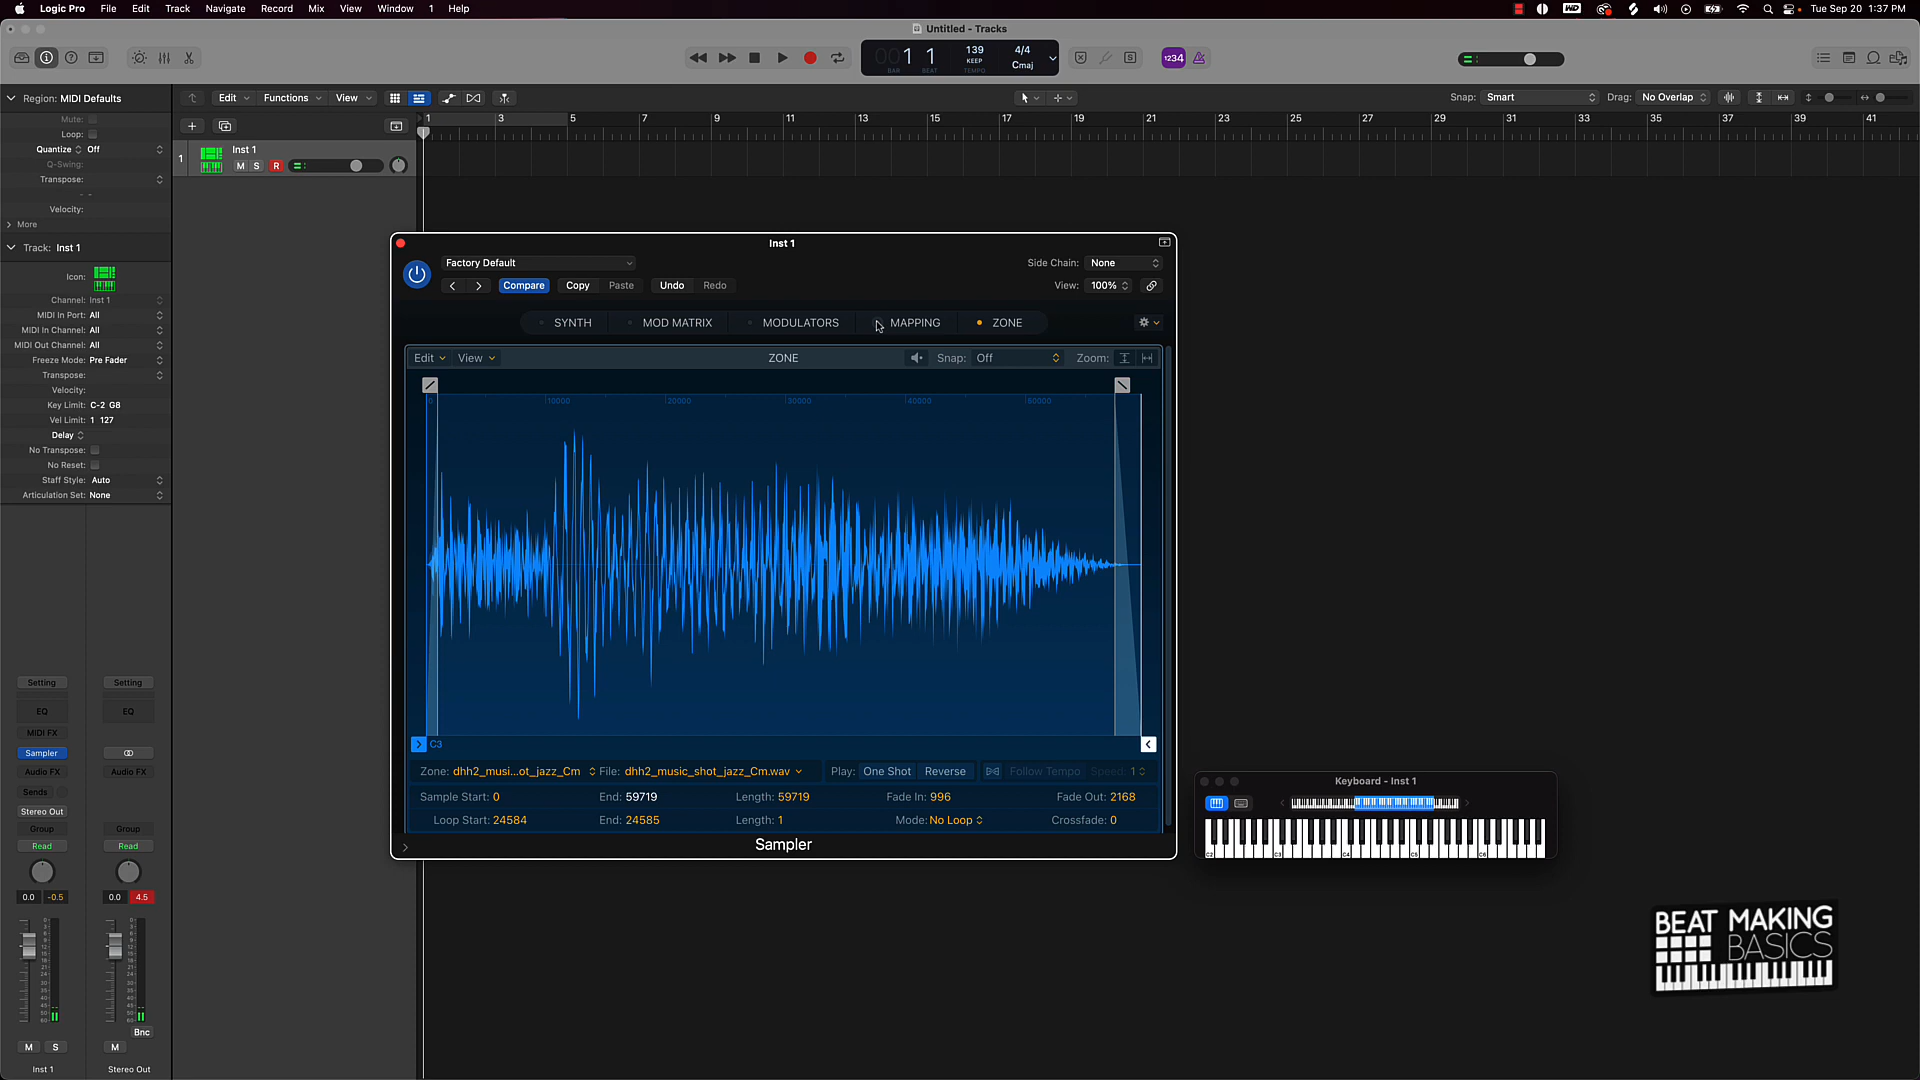 Logic Pro File Edit Track Navigate Record Mix View Window 1 Help
Tue Sep 20 1:37 PM
Untitled - Tracks
001 1
BAR BEAT
139
KEEP
TEMPO
4/4
Cmaj
1234
Region: MIDI Defaults
Edit Functions View
Snap: Smart
Drag: No Overlap
Mute:
Loop:
Quantize Off
Q-Swing:
Transpose:
Velocity:
More
1 3 5 7 9 11 13 15 17 19 21 23 25 27 29 31 33 35 37 39 41
1
Inst 1
M S R
Track: Inst 1
Icon:
Channel: Inst 1
MIDI In Port: All
MIDI In Channel: All
MIDI Out Channel: All
Freeze Mode: Pre Fader
Transpose:
Velocity:
Key Limit: C-2 G8
Vel Limit: 1 127
Delay
No Transpose:
No Reset:
Staff Style: Auto
Articulation Set: None
Inst 1
Factory Default
Side Chain: None
Compare Copy Paste Undo Redo
View: 100%
SYNTH MOD MATRIX MODULATORS MAPPING ZONE
Edit View
ZONE
Snap: Off
Zoom:
0 10000 20000 30000 40000 50000
C3
Zone: dhh2_musi...ot_jazz_Cm File: dhh2_music_shot_jazz_Cm.wav
Play: One Shot Reverse Follow Tempo Speed: 1
Sample Start: 0 End: 59719 Length: 59719 Fade In: 996 Fade Out: 2168
Loop Start: 24584 End: 24585 Length: 1 Mode: No Loop Crossfade: 0
Sampler
Keyboard - Inst 1
C2 C3 C4 C5 C6
Setting Setting
EQ EQ
MIDI FX
Sampler
Audio FX Audio FX
Sends
Stereo Out
Group Group
Read Read
0.0 -0.5 0.0 4.5
Bnc
M S M
Inst 1 Stereo Out
BEAT MAKING
BASICS